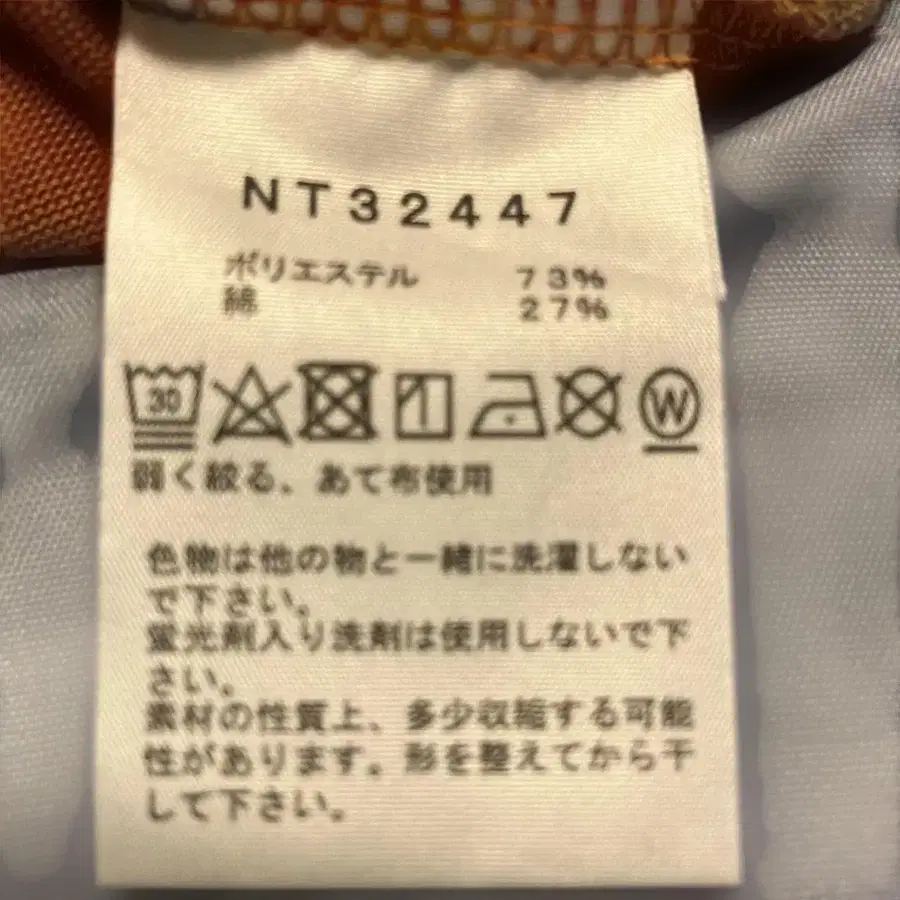 NT32447
ポリエステル 73%
綿 27%
30
W
弱く絞る、あて布使用
色物は他の物と一緒に洗濯しない
で下さい。
蛍光剤入り洗剤は使用しないで下
さい。
素材の性質上、多少収縮する可能
性があります。形を整えてから干
して下さい。